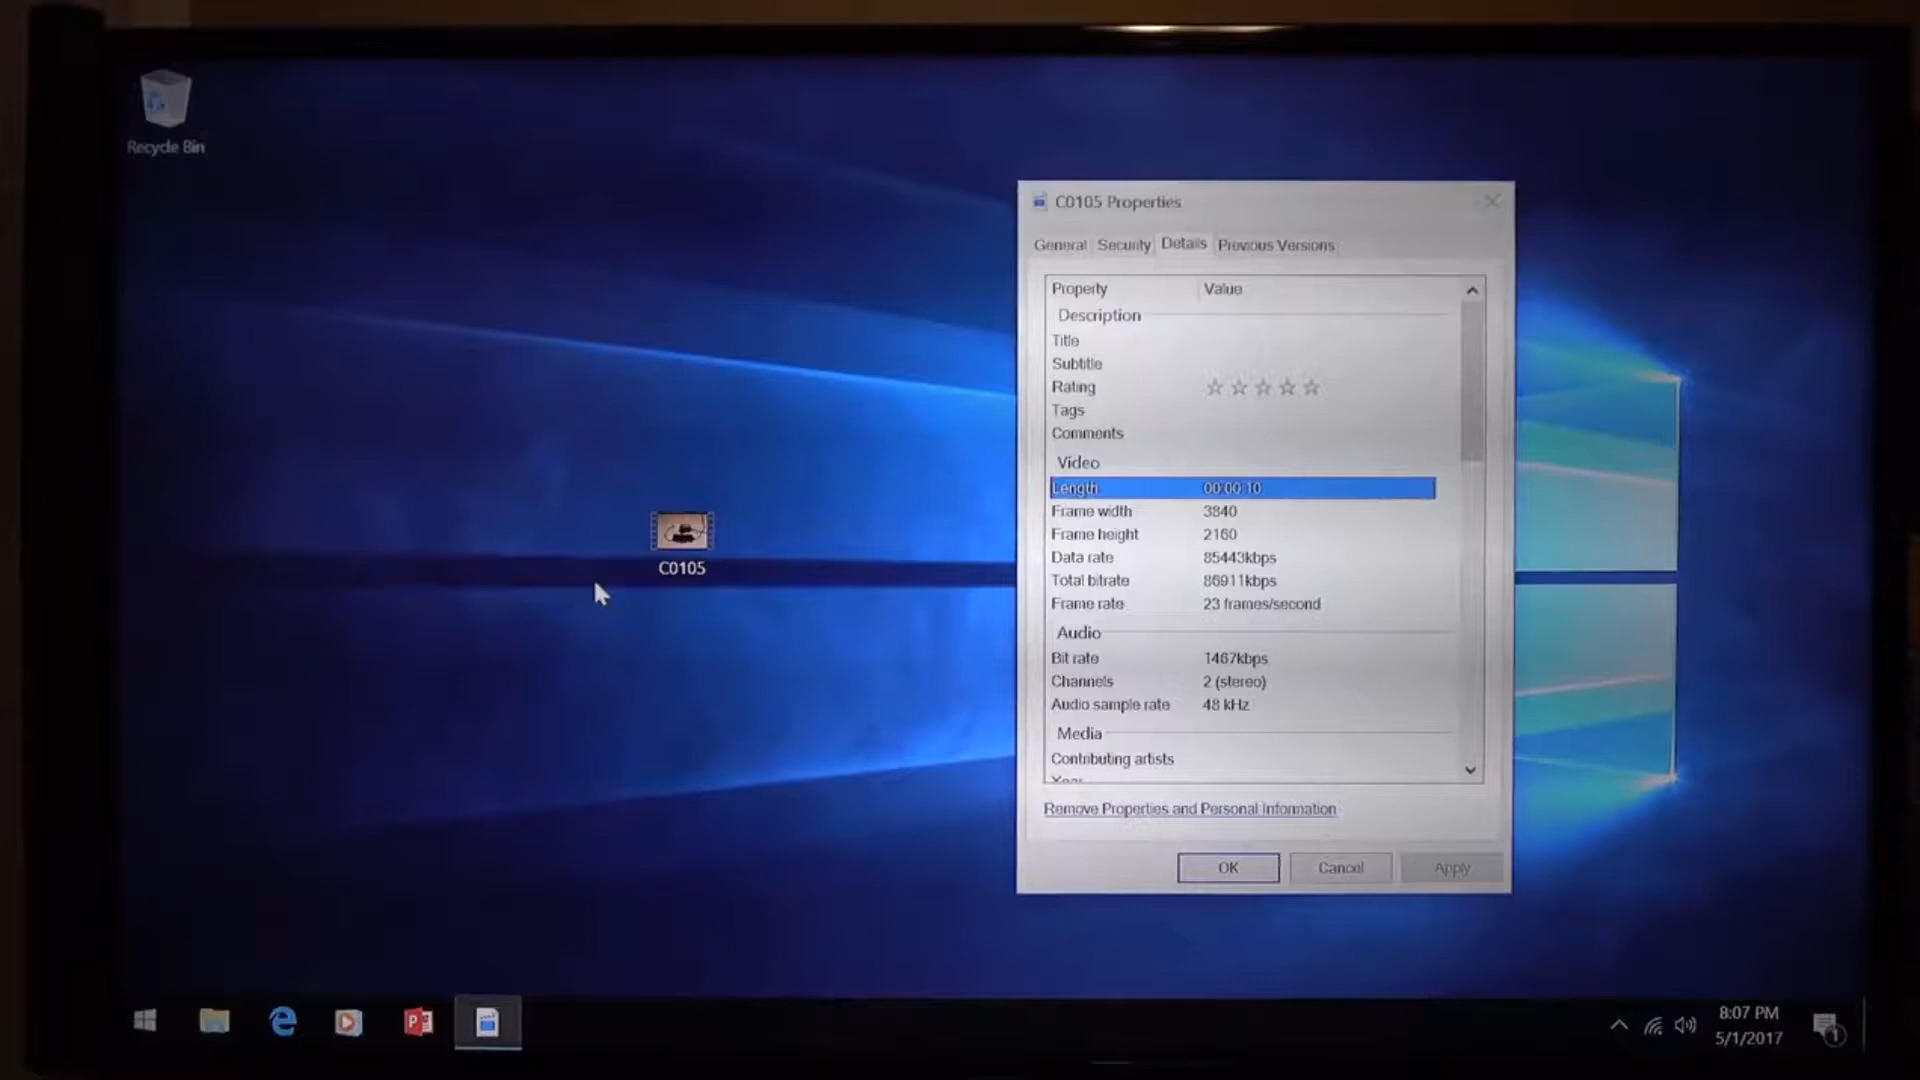 Recycle Bin
C0105 Properties
General Security Details Previous Versions
Property Value
Description
Title
Subtitle
Rating ☆ ☆ ☆ ☆ ☆
Tags
Comments
Video
Length 00:00:10
Frame width 3840
Frame height 2160
Data rate 85443kbps
Total bitrate 86911kbps
Frame rate 23 frames/second
Audio
Bit rate 1467kbps
Channels 2 (stereo)
Audio sample rate 48 kHz
Media
Contributing artists
Year
Remove Properties and Personal Information
OK Cancel Apply
C0105
8:07 PM
5/1/2017
1